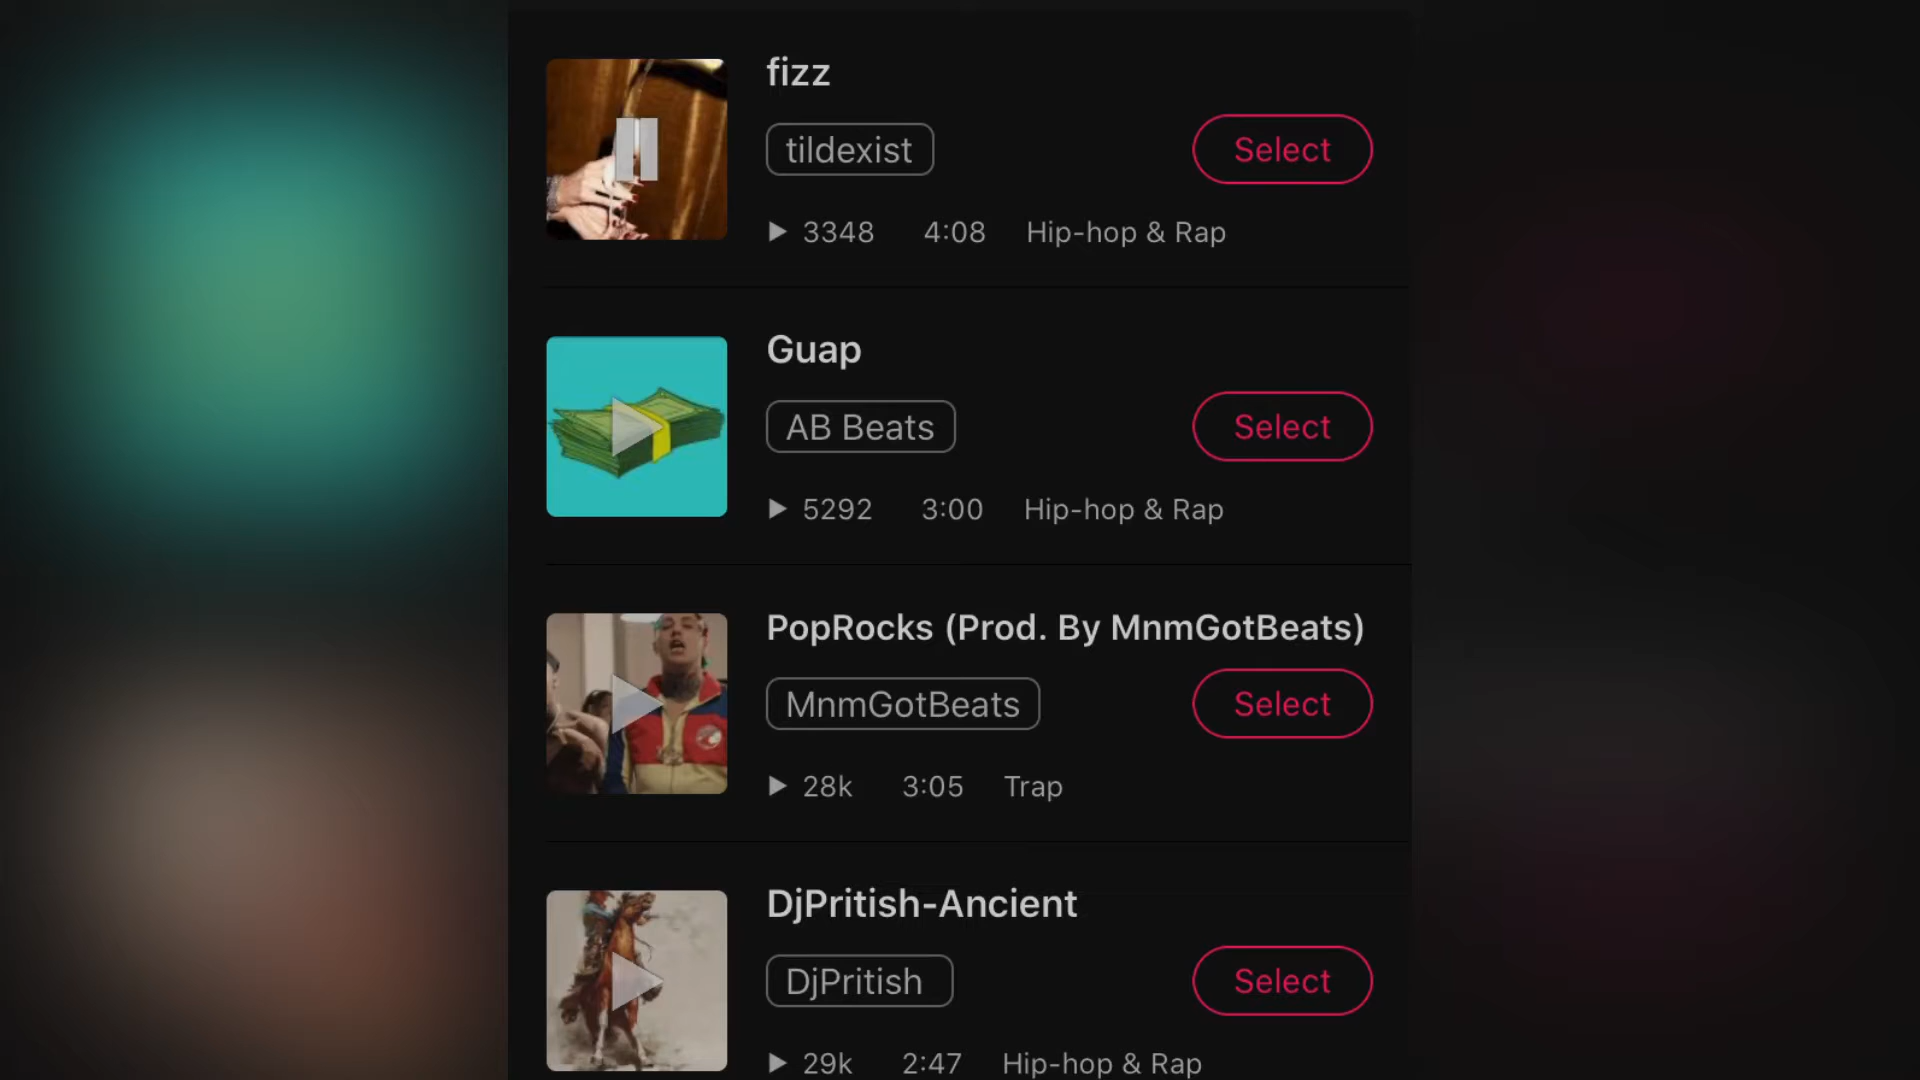 fizz
tildexist
Select
3348 4:08 Hip-hop & Rap
Guap
AB Beats
Select
5292 3:00 Hip-hop & Rap
PopRocks (Prod. By MnmGotBeats)
MnmGotBeats
Select
28k 3:05 Trap
DjPritish-Ancient
DjPritish
Select
29k 2:47 Hip-hop & Rap